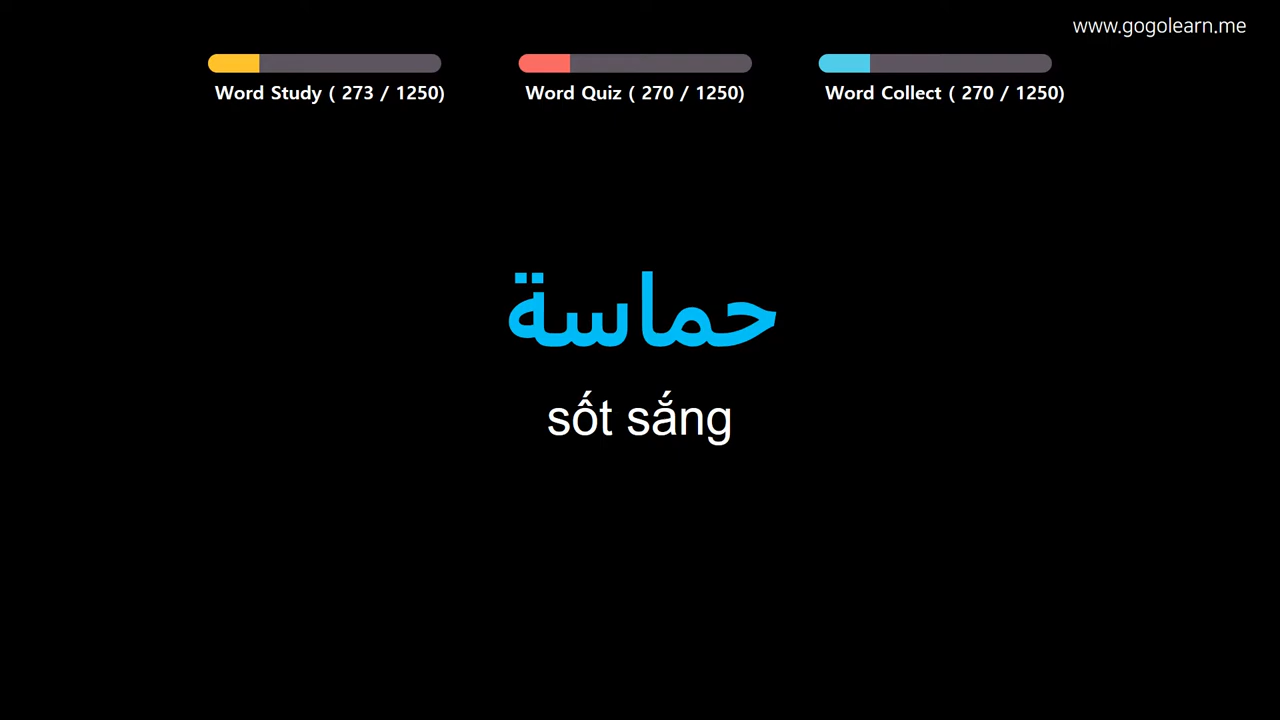 www.gogolearn.me
Word Study ( 273 / 1250)
Word Quiz ( 270 / 1250)
Word Collect ( 270 / 1250)
حماسة
sốt sắng